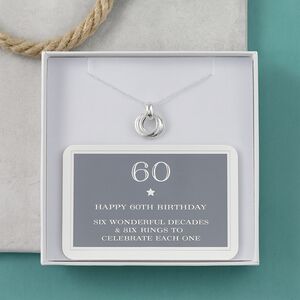 60
HAPPY 60TH BIRTHDAY
SIX WONDERFUL DECADES
& SIX RINGS TO
CELEBRATE EACH ONE